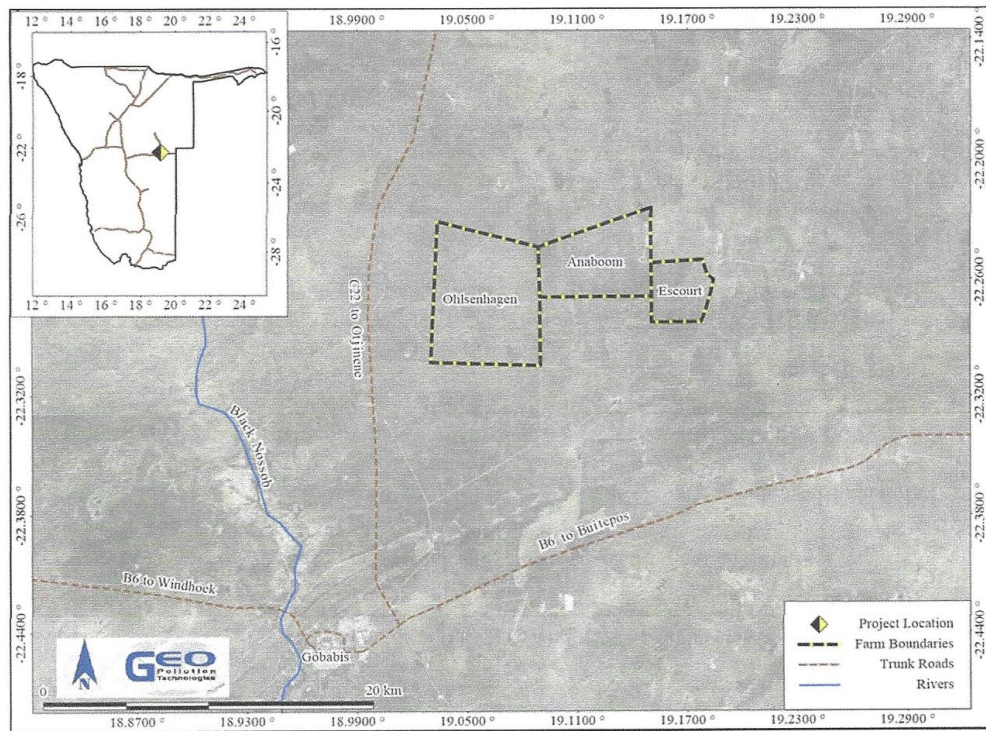 18.9900 ° 19.0500 ° 19.1100 ° 19.1700 ° 19.2300 ° 19.2900 °
12 ° 14 ° 16 ° 18 ° 20 ° 22 ° 24 °
-16 °
-18 °
-20 °
-22 °
-24 °
-26 °
-28 °
12 ° 14 ° 16 ° 18 ° 20 ° 22 ° 24 °
-22.1400 °
-22.2000 °
-22.2600 °
-22.3200 °
-22.3800 °
-22.4400 °
Anaboom
Ohlsenhagen
Escourt
C22 to Otjinene
-22.3200 °
-22.3800 °
-22.4400 °
Black Nossob
B6 to Buitepos
B6 to Windhoek
Gobabis
N
GEO
Pollution
Technologies
0 20 km
Project Location
Farm Boundaries
Trunk Roads
Rivers
18.8700 ° 18.9300 ° 18.9900 ° 19.0500 ° 19.1100 ° 19.1700 ° 19.2300 ° 19.2900 °